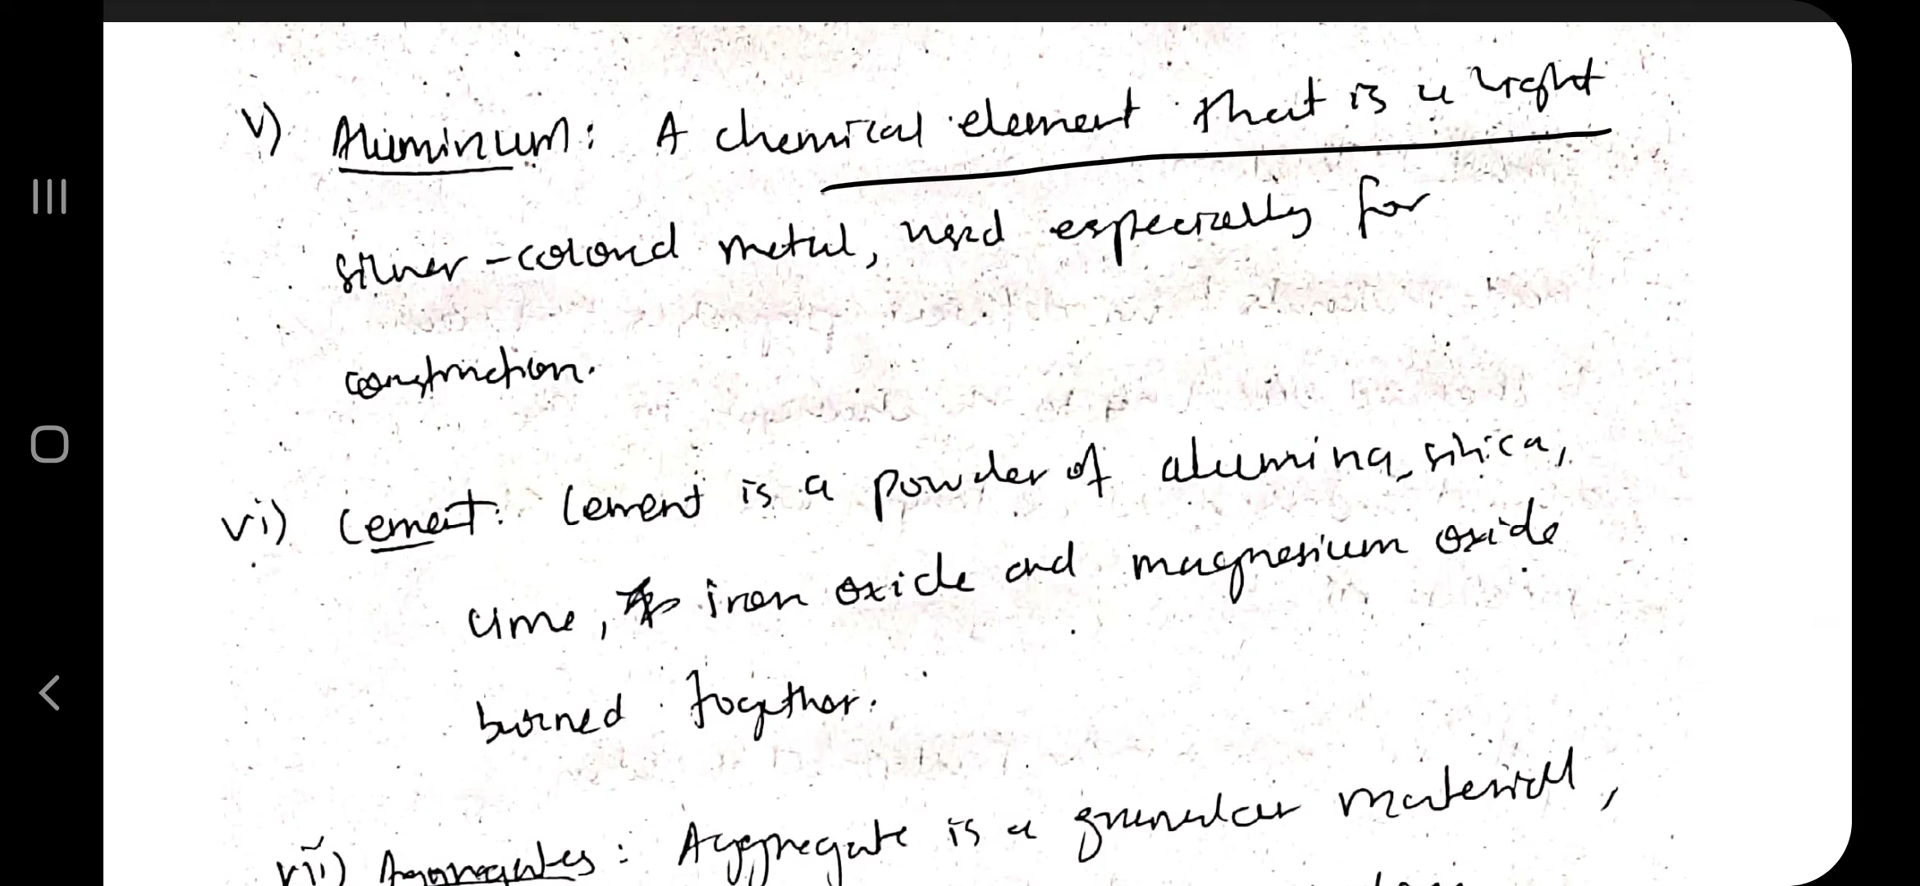 v) Aluminum: A chemical element that is a light
silver-colored metal, used especially for
construction.
vi) Cement: Cement is a powder of alumina, silica,
lime, iron oxide and magnesium oxide
burned together.
vii) Aggregates: Aggregate is a granular material,